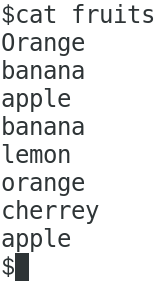 $cat fruits
Orange
banana
apple
banana
lemon
orange
cherrey
apple
$